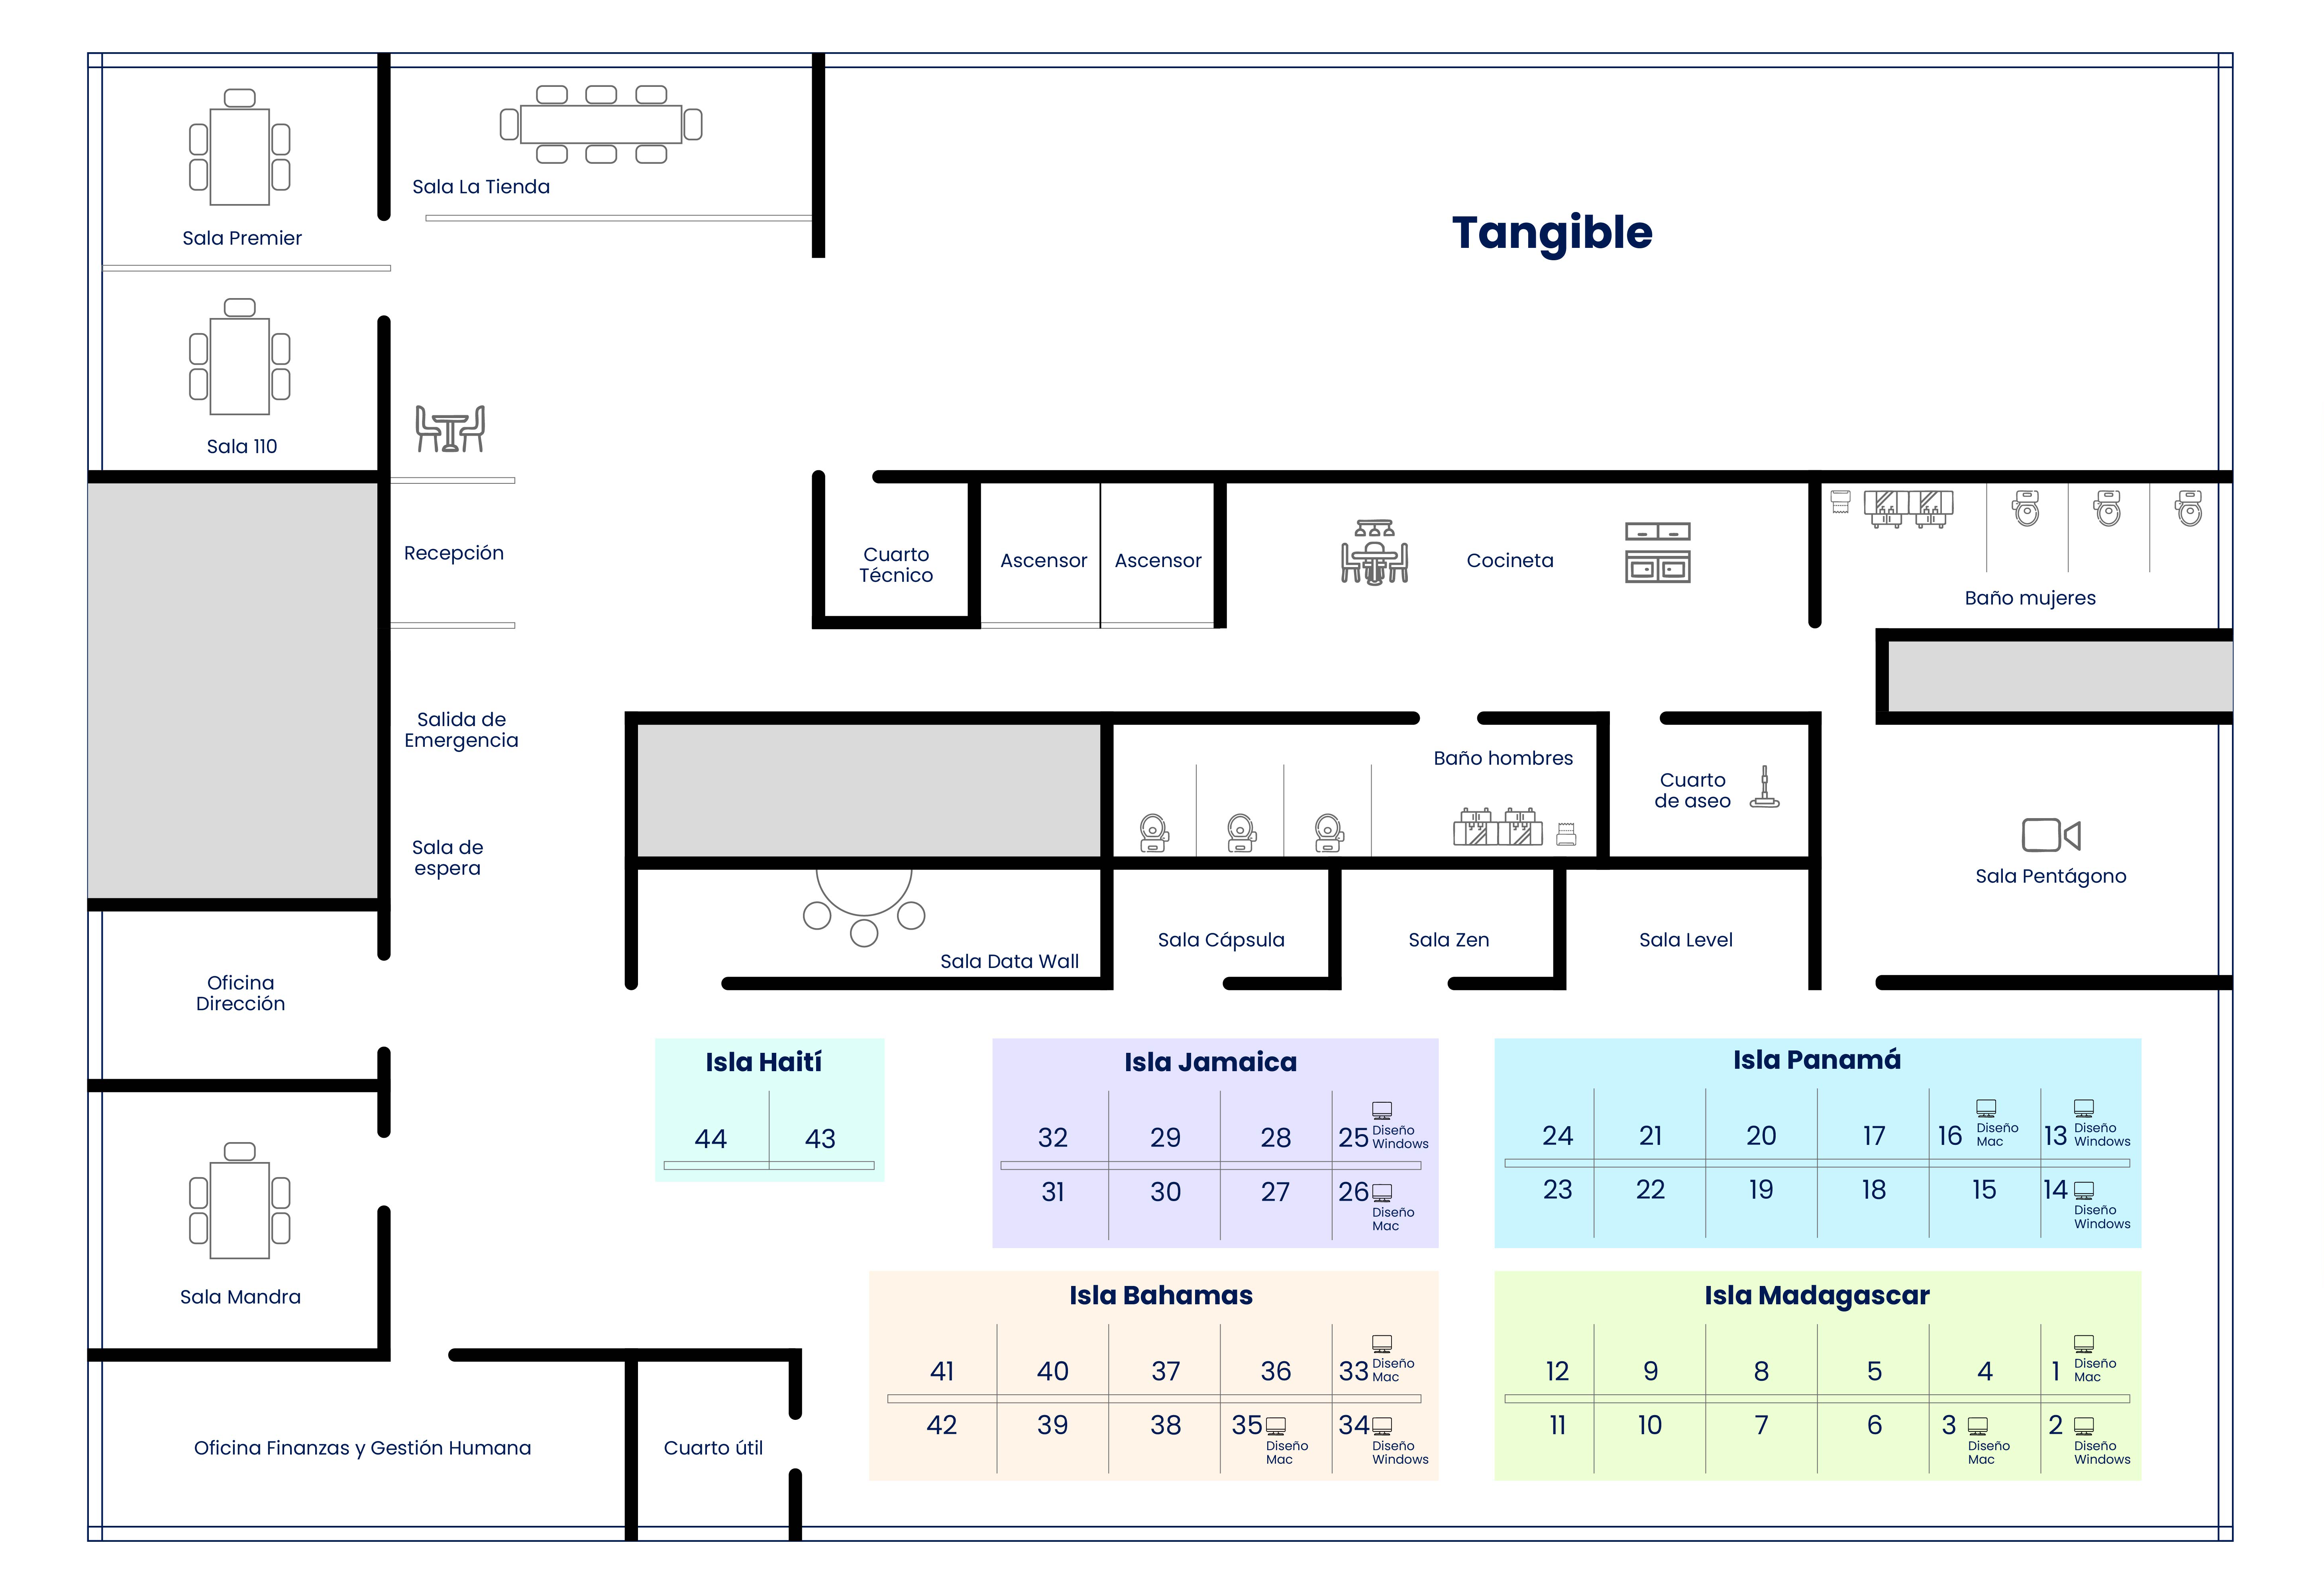 Sala La Tienda
Tangible
Sala Premier
Sala 110
Recepción
Cuarto
Técnico
Ascensor
Ascensor
Cocineta
Baño mujeres
Salida de
Emergencia
Baño hombres
Cuarto
de aseo
Sala de
espera
Sala Pentágono
Sala Data Wall
Sala Cápsula
Sala Zen
Sala Level
Oficina
Dirección
Isla Haití
44 43
Isla Jamaica
32 29 28 25 Diseño
Windows
31 30 27 26
Diseño
Mac
Isla Panamá
24 21 20 17 16 Diseño
Mac
13 Diseño
Windows
23 22 19 18 15 14
Diseño
Windows
Sala Mandra
Isla Bahamas
41 40 37 36 33 Diseño
Mac
42 39 38 35 34
Diseño
Mac
Diseño
Windows
Isla Madagascar
12 9 8 5 4 1 Diseño
Mac
11 10 7 6 3 2
Diseño
Mac
Diseño
Windows
Oficina Finanzas y Gestión Humana
Cuarto útil